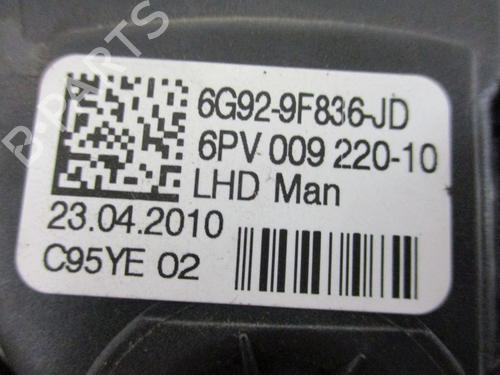 6G92-9F836-JD
6PV 009 220-10
LHD Man
23.04.2010
C95YE 02
B-PARTS